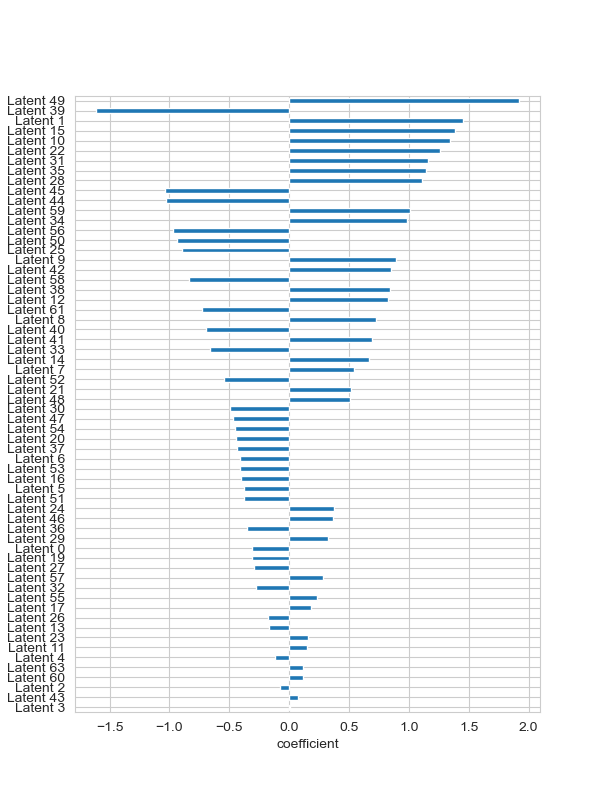 Latent 49
Latent 39
Latent 1
Latent 15
Latent 10
Latent 22
Latent 31
Latent 35
Latent 28
Latent 45
Latent 44
Latent 59
Latent 34
Latent 56
Latent 50
Latent 25
Latent 9
Latent 42
Latent 58
Latent 38
Latent 12
Latent 61
Latent 8
Latent 40
Latent 41
Latent 33
Latent 14
Latent 7
Latent 52
Latent 21
Latent 48
Latent 30
Latent 47
Latent 54
Latent 20
Latent 37
Latent 6
Latent 53
Latent 16
Latent 5
Latent 51
Latent 24
Latent 46
Latent 36
Latent 29
Latent 0
Latent 19
Latent 27
Latent 57
Latent 32
Latent 55
Latent 17
Latent 26
Latent 13
Latent 23
Latent 11
Latent 4
Latent 63
Latent 60
Latent 2
Latent 43
Latent 3
−1.5 −1.0 −0.5 0.0 0.5 1.0 1.5 2.0
coefficient